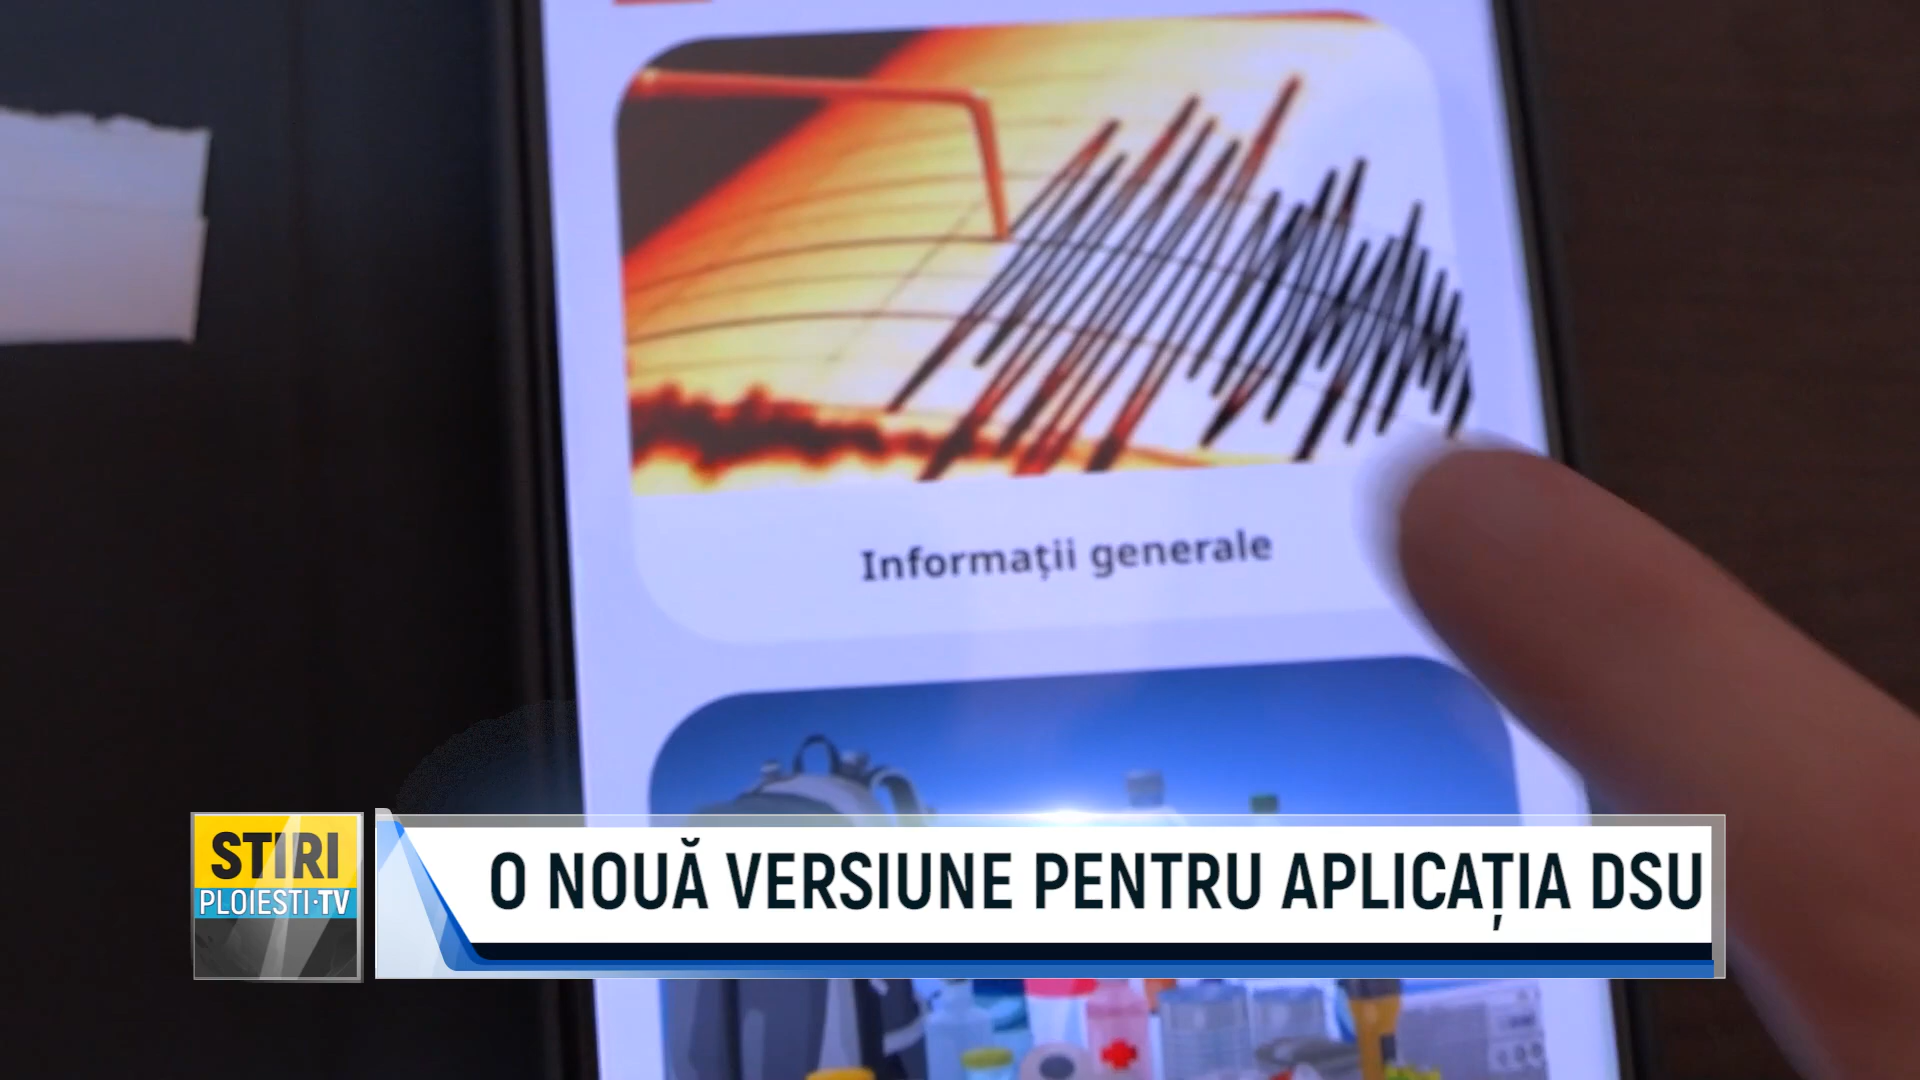 Informații generale
STIRI
PLOIESTI·TV
O NOUĂ VERSIUNE PENTRU APLICAȚIA DSU